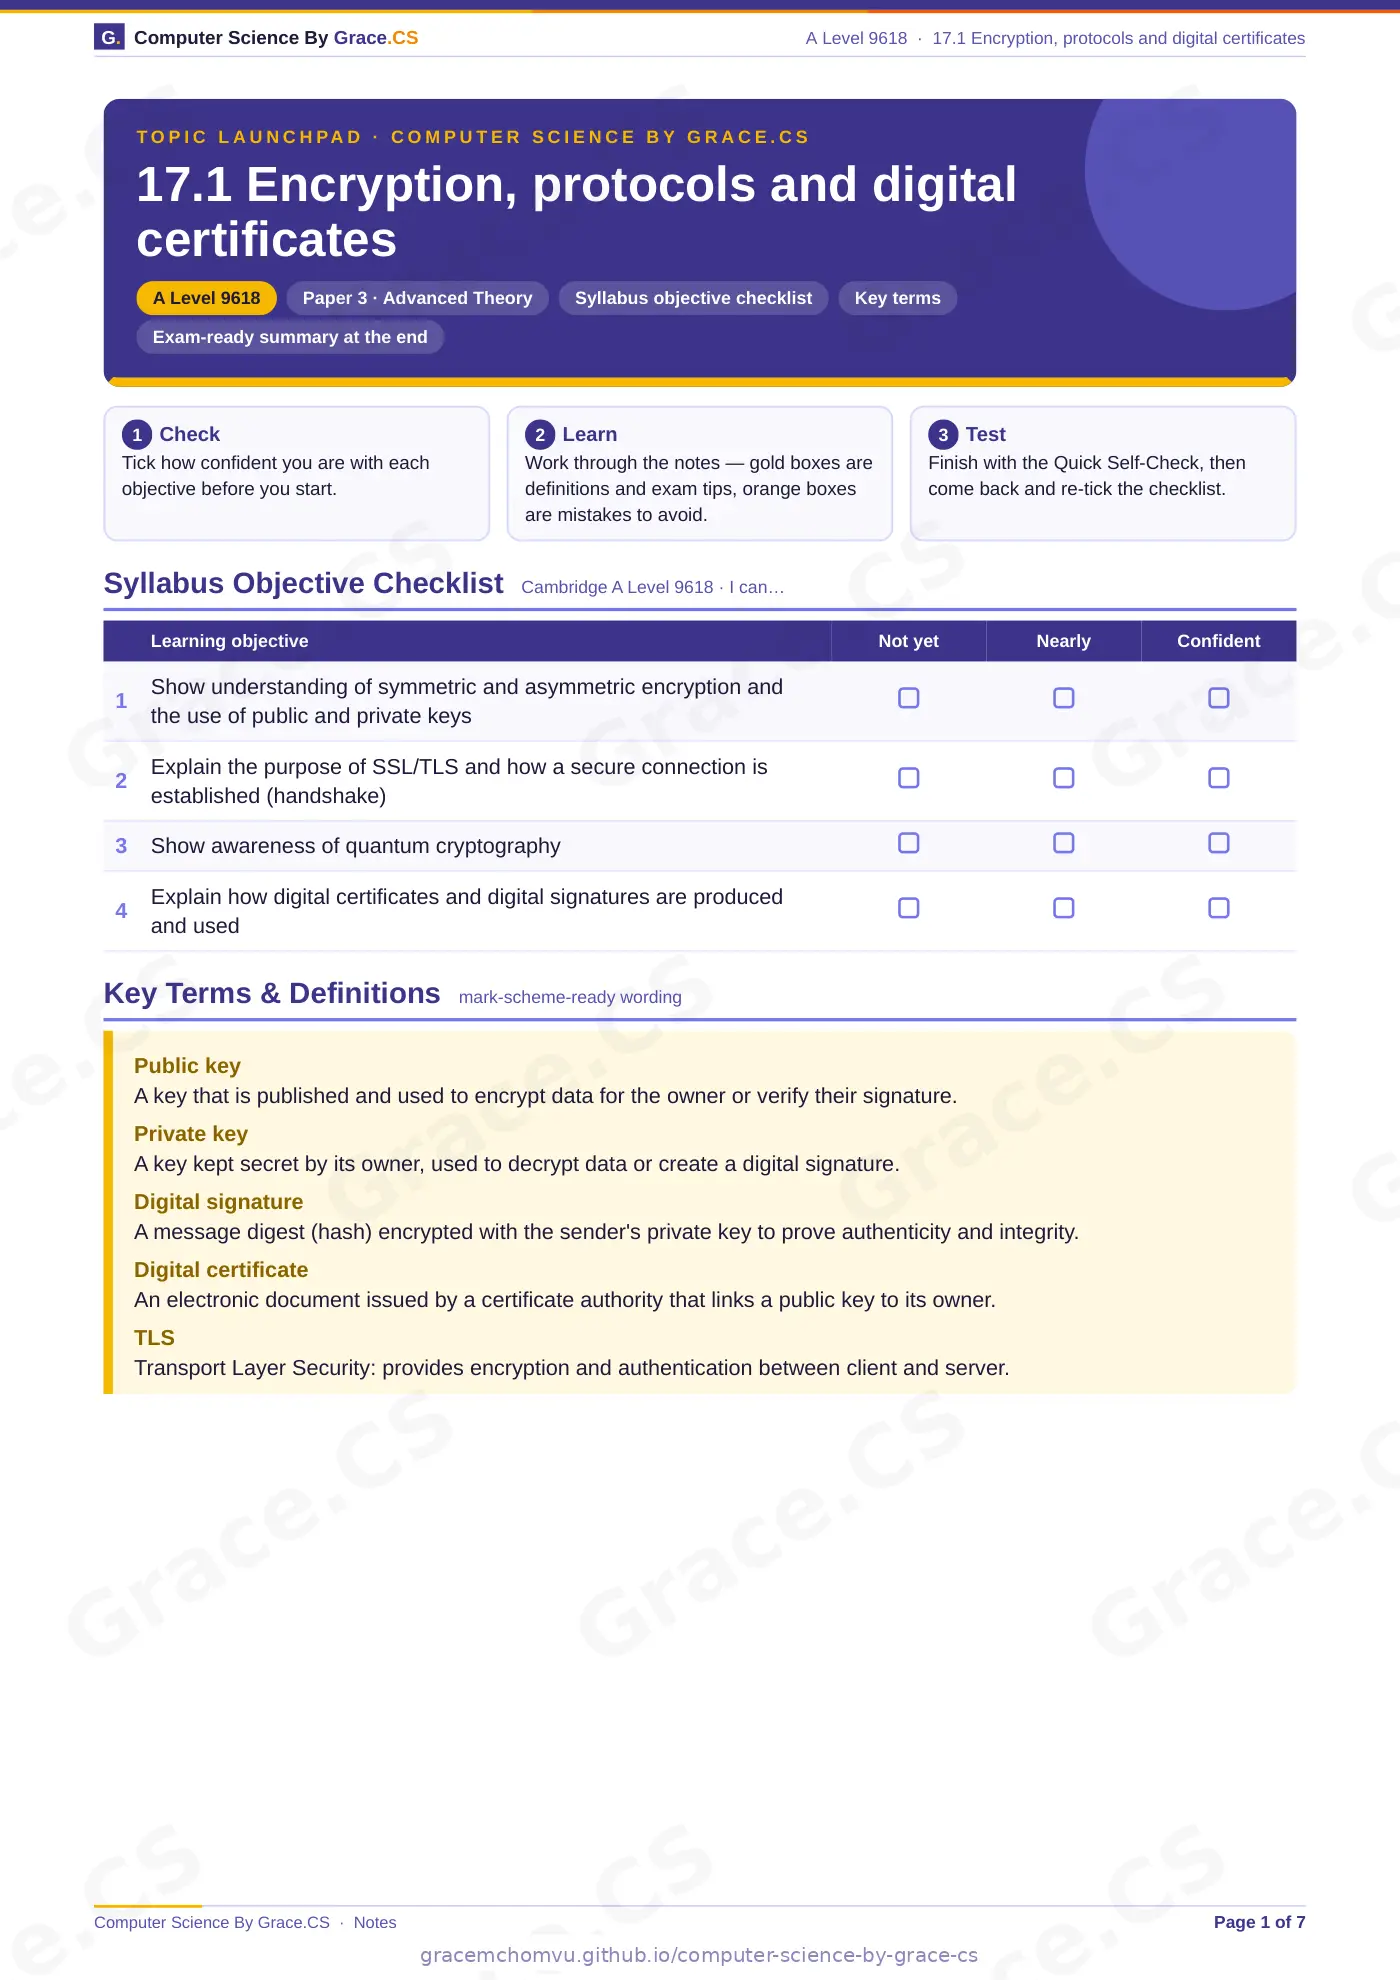 G. Computer Science By Grace.CS
A Level 9618 · 17.1 Encryption, protocols and digital certificates
TOPIC LAUNCHPAD · COMPUTER SCIENCE BY GRACE.CS
17.1 Encryption, protocols and digital
certificates
A Level 9618
Paper 3 · Advanced Theory
Syllabus objective checklist
Key terms
Exam-ready summary at the end
1 Check
Tick how confident you are with each
objective before you start.
2 Learn
Work through the notes — gold boxes are
definitions and exam tips, orange boxes
are mistakes to avoid.
3 Test
Finish with the Quick Self-Check, then
come back and re-tick the checklist.
Syllabus Objective Checklist Cambridge A Level 9618 · I can…
Learning objective Not yet Nearly Confident
1 Show understanding of symmetric and asymmetric encryption and
the use of public and private keys
2 Explain the purpose of SSL/TLS and how a secure connection is
established (handshake)
3 Show awareness of quantum cryptography
4 Explain how digital certificates and digital signatures are produced
and used
Key Terms & Definitions mark-scheme-ready wording
Public key
A key that is published and used to encrypt data for the owner or verify their signature.
Private key
A key kept secret by its owner, used to decrypt data or create a digital signature.
Digital signature
A message digest (hash) encrypted with the sender's private key to prove authenticity and integrity.
Digital certificate
An electronic document issued by a certificate authority that links a public key to its owner.
TLS
Transport Layer Security: provides encryption and authentication between client and server.
Grace.CS
Computer Science By Grace.CS · Notes
Page 1 of 7
gracemchomvu.github.io/computer-science-by-grace-cs